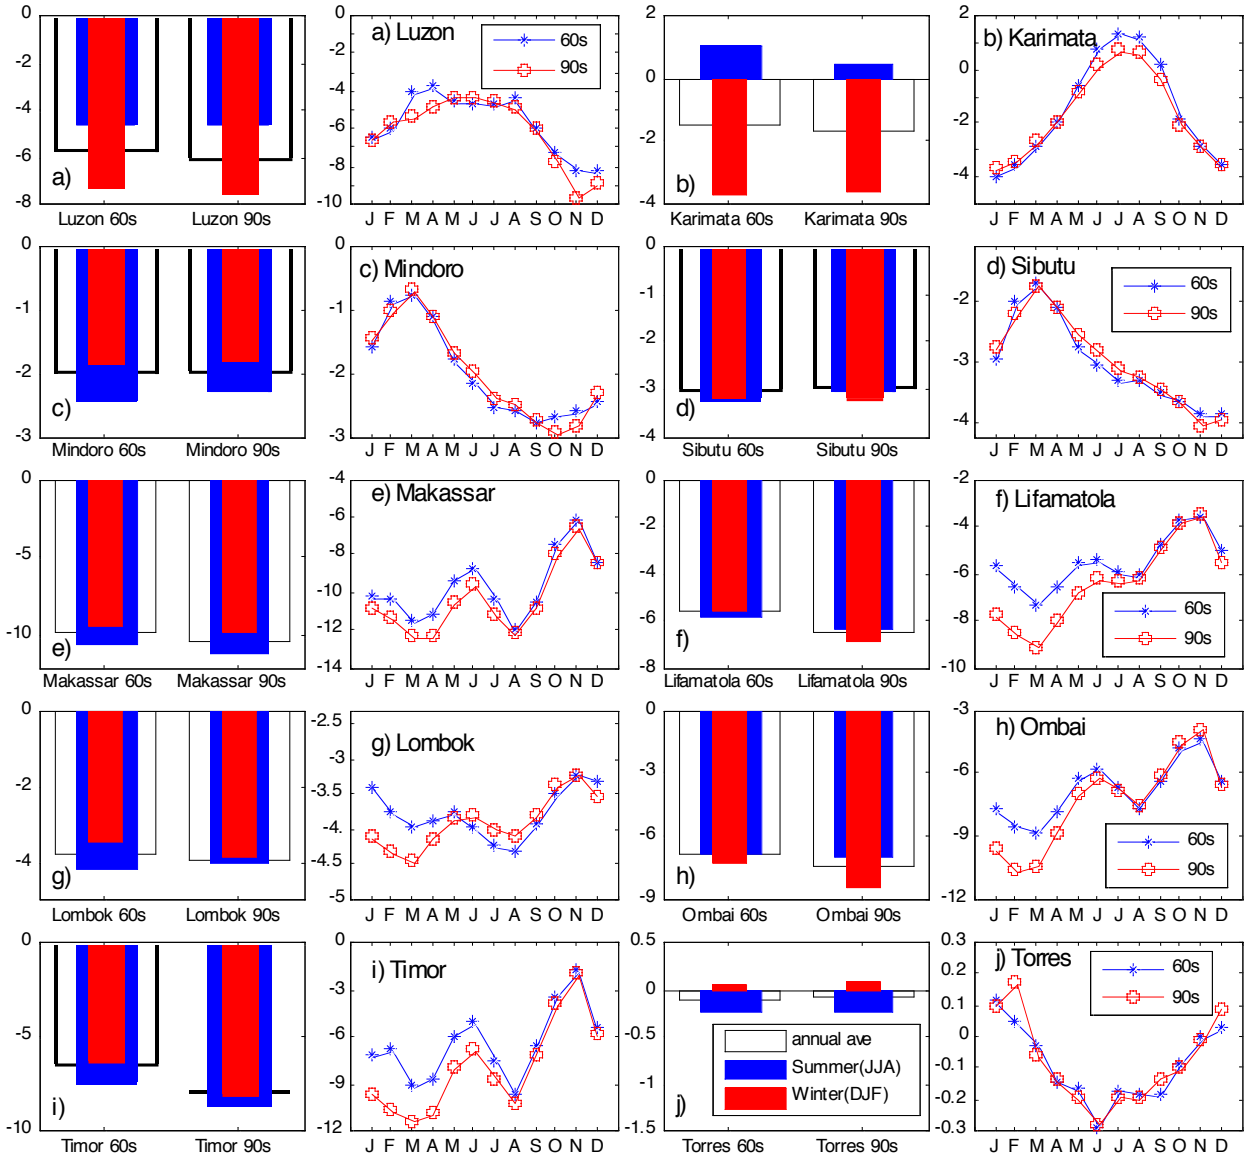 0
-2
-4
-6
-8
a)
Luzon 60s
Luzon 90s
0
-2
-4
-6
-8
-10
a) Luzon
60s
90s
J F M A M J J A S O N D
4
2
0
-2
-4
b)
Karimata 60s
Karimata 90s
2
0
-2
-4
b) Karimata
J F M A M J J A S O N D
0
-1
-2
-3
c)
Mindoro 60s
Mindoro 90s
0
-1
-2
-3
c) Mindoro
J F M A M J J A S O N D
0
-1
-2
-3
-4
d)
Sibutu 60s
Sibutu 90s
-2
-3
-4
d) Sibutu
60s
90s
J F M A M J J A S O N D
0
-5
-10
e)
Makassar 60s
Makassar 90s
-4
-6
-8
-10
-12
-14
e) Makassar
J F M A M J J A S O N D
0
-2
-4
-6
-8
f)
Lifamatola 60s
Lifamatola 90s
-2
-4
-6
-8
-10
f) Lifamatola
60s
90s
J F M A M J J A S O N D
0
-2
-4
g)
Lombok 60s
Lombok 90s
-2.5
-3
-3.5
-4
-4.5
-5
g) Lombok
J F M A M J J A S O N D
0
-3
-6
-9
h)
Ombai 60s
Ombai 90s
-3
-6
-9
-12
h) Ombai
60s
90s
J F M A M J J A S O N D
0
-5
-10
i)
Timor 60s
Timor 90s
0
-3
-6
-9
-12
i) Timor
J F M A M J J A S O N D
0.5
0
-0.5
-1
-1.5
j)
annual ave
Summer(JJA)
Winter(DJF)
Torres 60s
Torres 90s
0.3
0.2
0.1
0
-0.1
-0.2
-0.3
j) Torres
60s
90s
J F M A M J J A S O N D